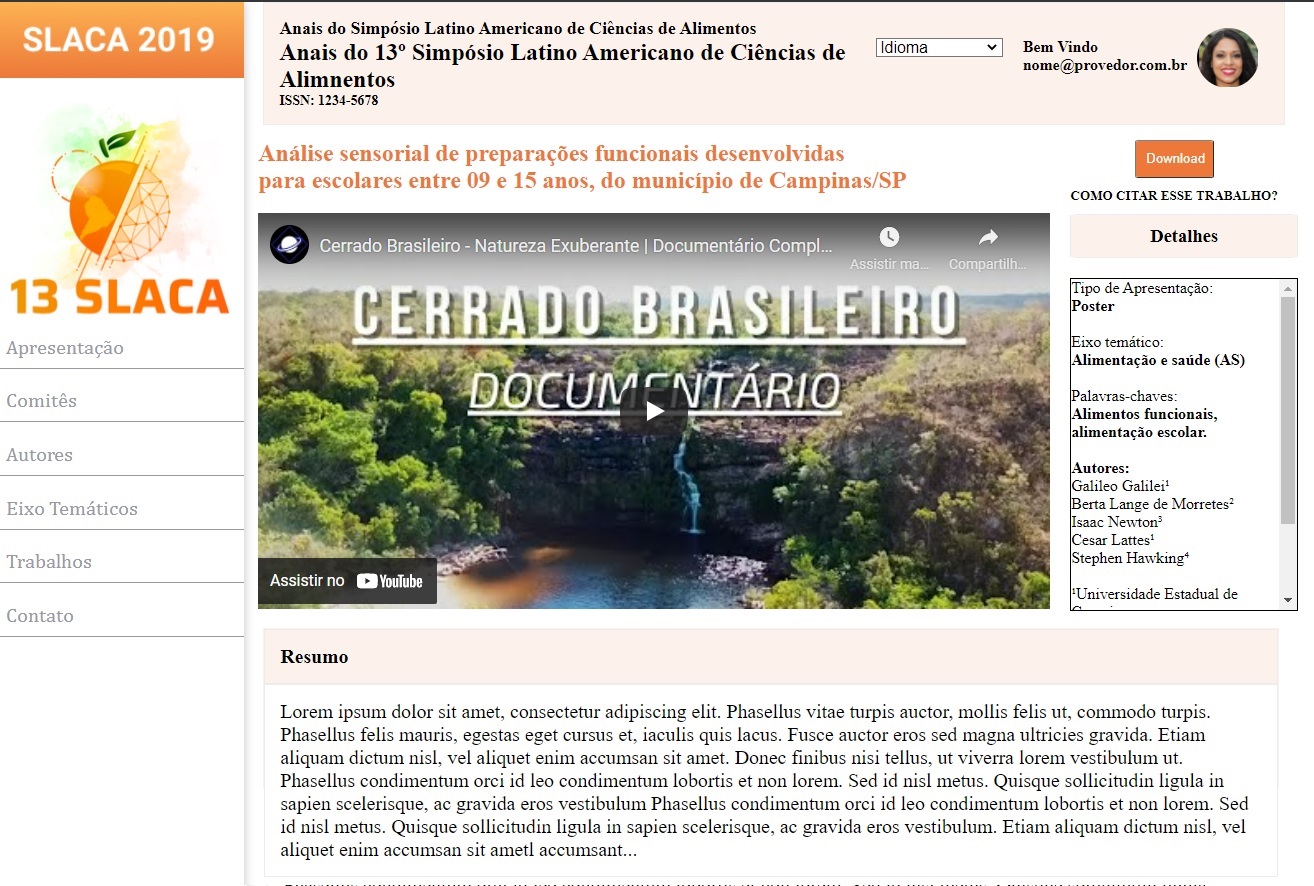 SLACA 2019
13 SLACA
Apresentação
Comitês
Autores
Eixo Temáticos
Trabalhos
Contato
Anais do Simpósio Latino Americano de Ciências de Alimentos
Anais do 13º Simpósio Latino Americano de Ciências de
Alimnentos
ISSN: 1234-5678
Idioma
Bem Vindo
nome@provedor.com.br
Análise sensorial de preparações funcionais desenvolvidas
para escolares entre 09 e 15 anos, do município de Campinas/SP
Cerrado Brasileiro - Natureza Exuberante | Documentário Compl...
Assistir ma...
Compartilh...
CERRADO BRASILEIRO
DOCUMENTÁRIO
Assistir no YouTube
Download
COMO CITAR ESSE TRABALHO?
Detalhes
Tipo de Apresentação:
Poster
Eixo temático:
Alimentação e saúde (AS)
Palavras-chaves:
Alimentos funcionais,
alimentação escolar.
Autores:
Galileo Galilei¹
Berta Lange de Morretes²
Isaac Newton³
Cesar Lattes¹
Stephen Hawking⁴
¹Universidade Estadual de
Resumo
Lorem ipsum dolor sit amet, consectetur adipiscing elit. Phasellus vitae turpis auctor, mollis felis ut, commodo turpis.
Phasellus felis mauris, egestas eget cursus et, iaculis quis lacus. Fusce auctor eros sed magna ultricies gravida. Etiam
aliquam dictum nisl, vel aliquet enim accumsan sit amet. Donec finibus nisi tellus, ut viverra lorem vestibulum ut.
Phasellus condimentum orci id leo condimentum lobortis et non lorem. Sed id nisl metus. Quisque sollicitudin ligula in
sapien scelerisque, ac gravida eros vestibulum Phasellus condimentum orci id leo condimentum lobortis et non lorem. Sed
id nisl metus. Quisque sollicitudin ligula in sapien scelerisque, ac gravida eros vestibulum. Etiam aliquam dictum nisl, vel
aliquet enim accumsan sit ametl accumsant...